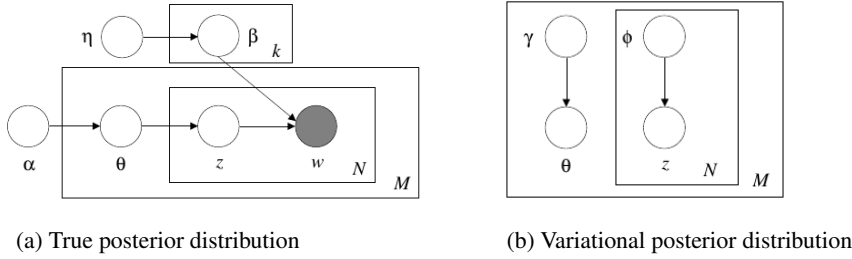 η β k
γ φ
α θ z w N M
θ z N M
(a) True posterior distribution
(b) Variational posterior distribution